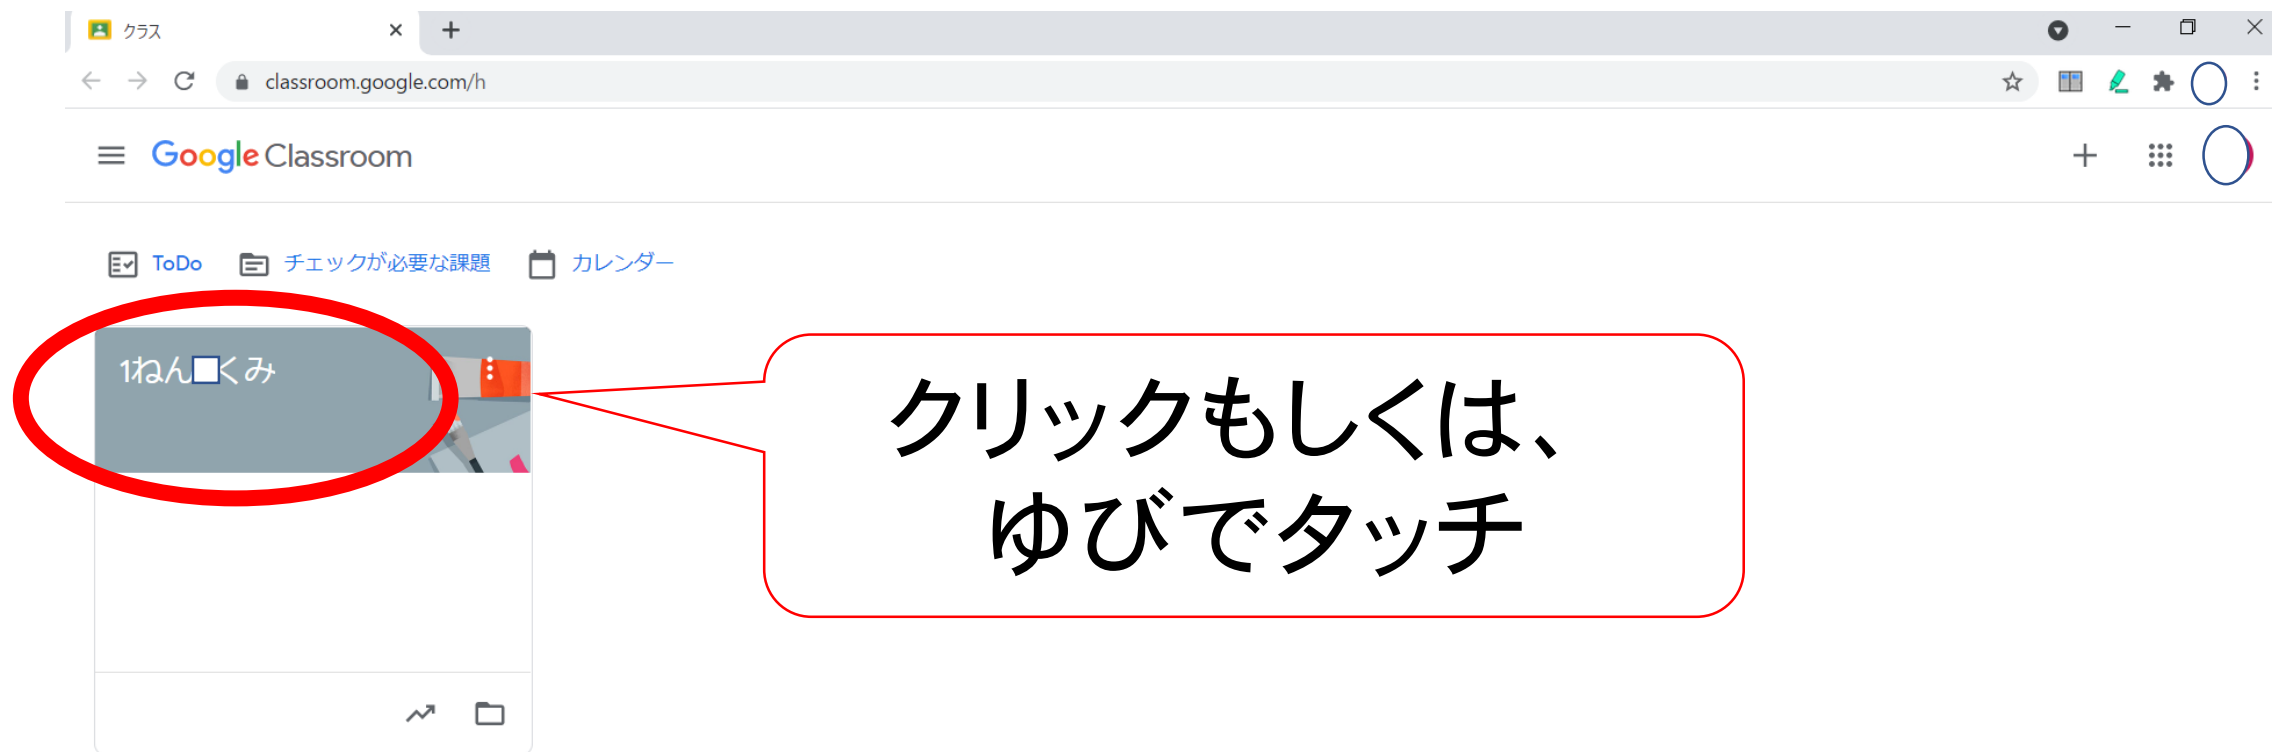 クラス
classroom.google.com/h
Google Classroom
ToDo チェックが必要な課題 カレンダー
1ねん くみ
クリックもしくは、
ゆびでタッチ